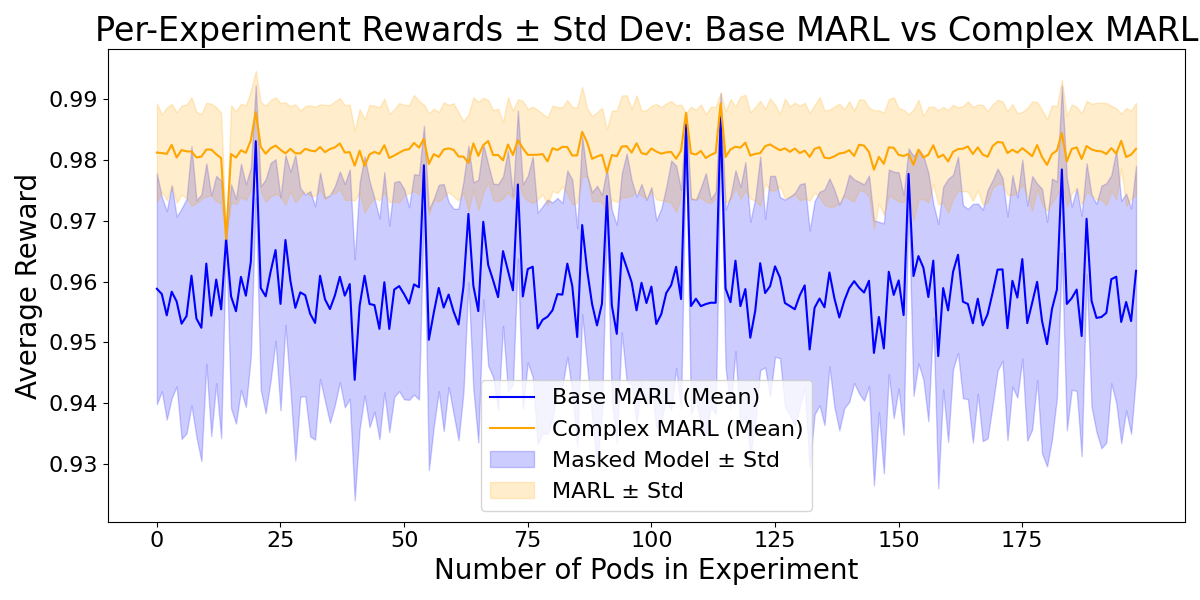 Per-Experiment Rewards ± Std Dev: Base MARL vs Complex MARL
Average Reward
0.99
0.98
0.97
0.96
0.95
0.94
0.93
Base MARL (Mean)
Complex MARL (Mean)
Masked Model ± Std
MARL ± Std
0 25 50 75 100 125 150 175
Number of Pods in Experiment